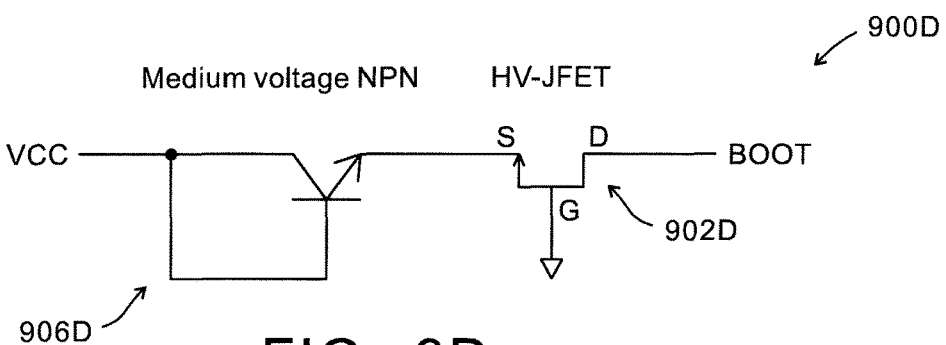 900D
Medium voltage NPN HV-JFET
VCC S D BOOT
G
902D
906D